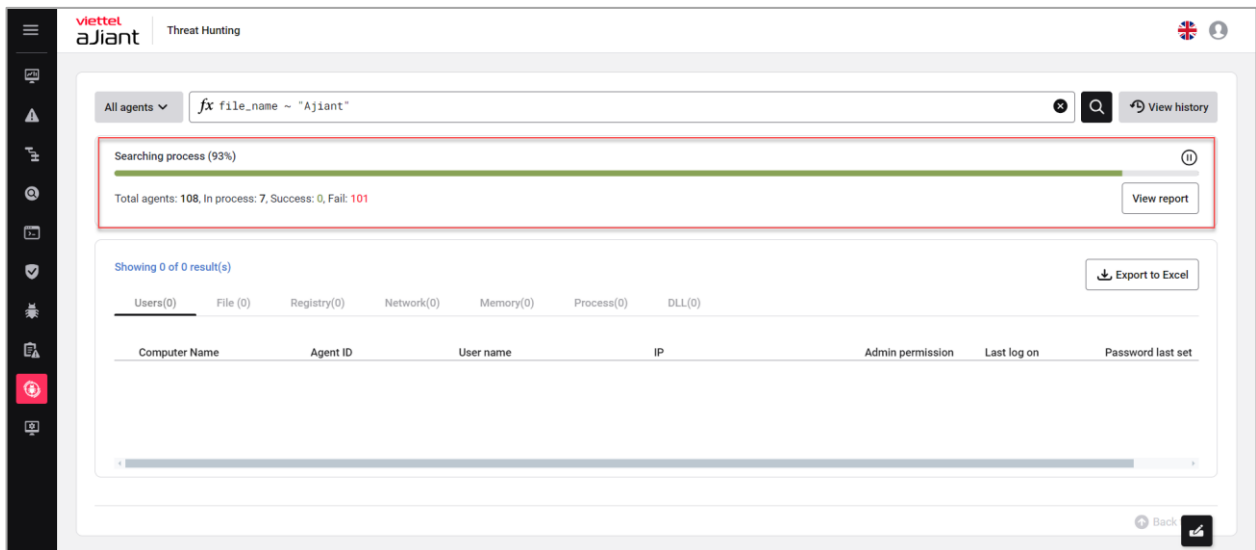 viettel
aJiant
Threat Hunting
All agents
fx file_name ~ "Ajiant"
View history
Searching process (93%)
Total agents: 108, In process: 7, Success: 0, Fail: 101
View report
Showing 0 of 0 result(s)
Export to Excel
Users(0) File (0) Registry(0) Network(0) Memory(0) Process(0) DLL(0)
Computer Name Agent ID User name IP Admin permission Last log on Password last set
Back